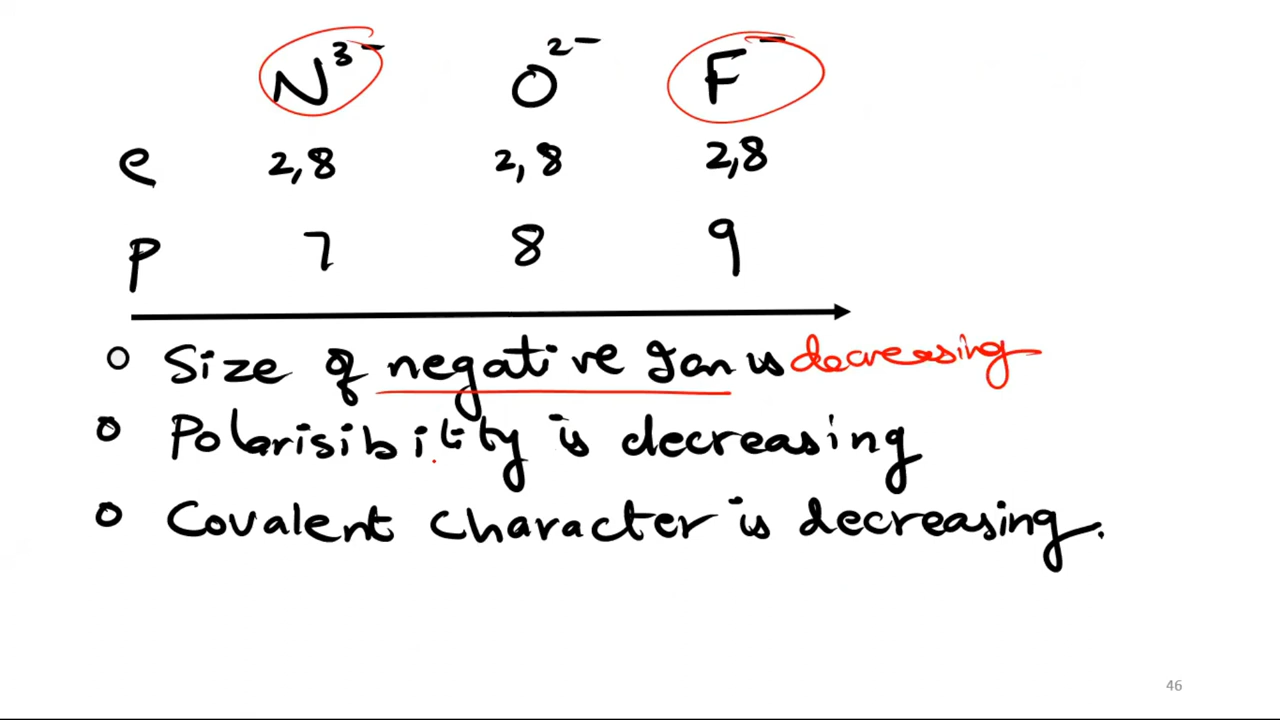 N³⁻ O²⁻ F⁻
e 2,8 2,8 2,8
p 7 8 9
Size of negative Ion is decreasing
Polarisibility is decreasing
Covalent character is decreasing.
46